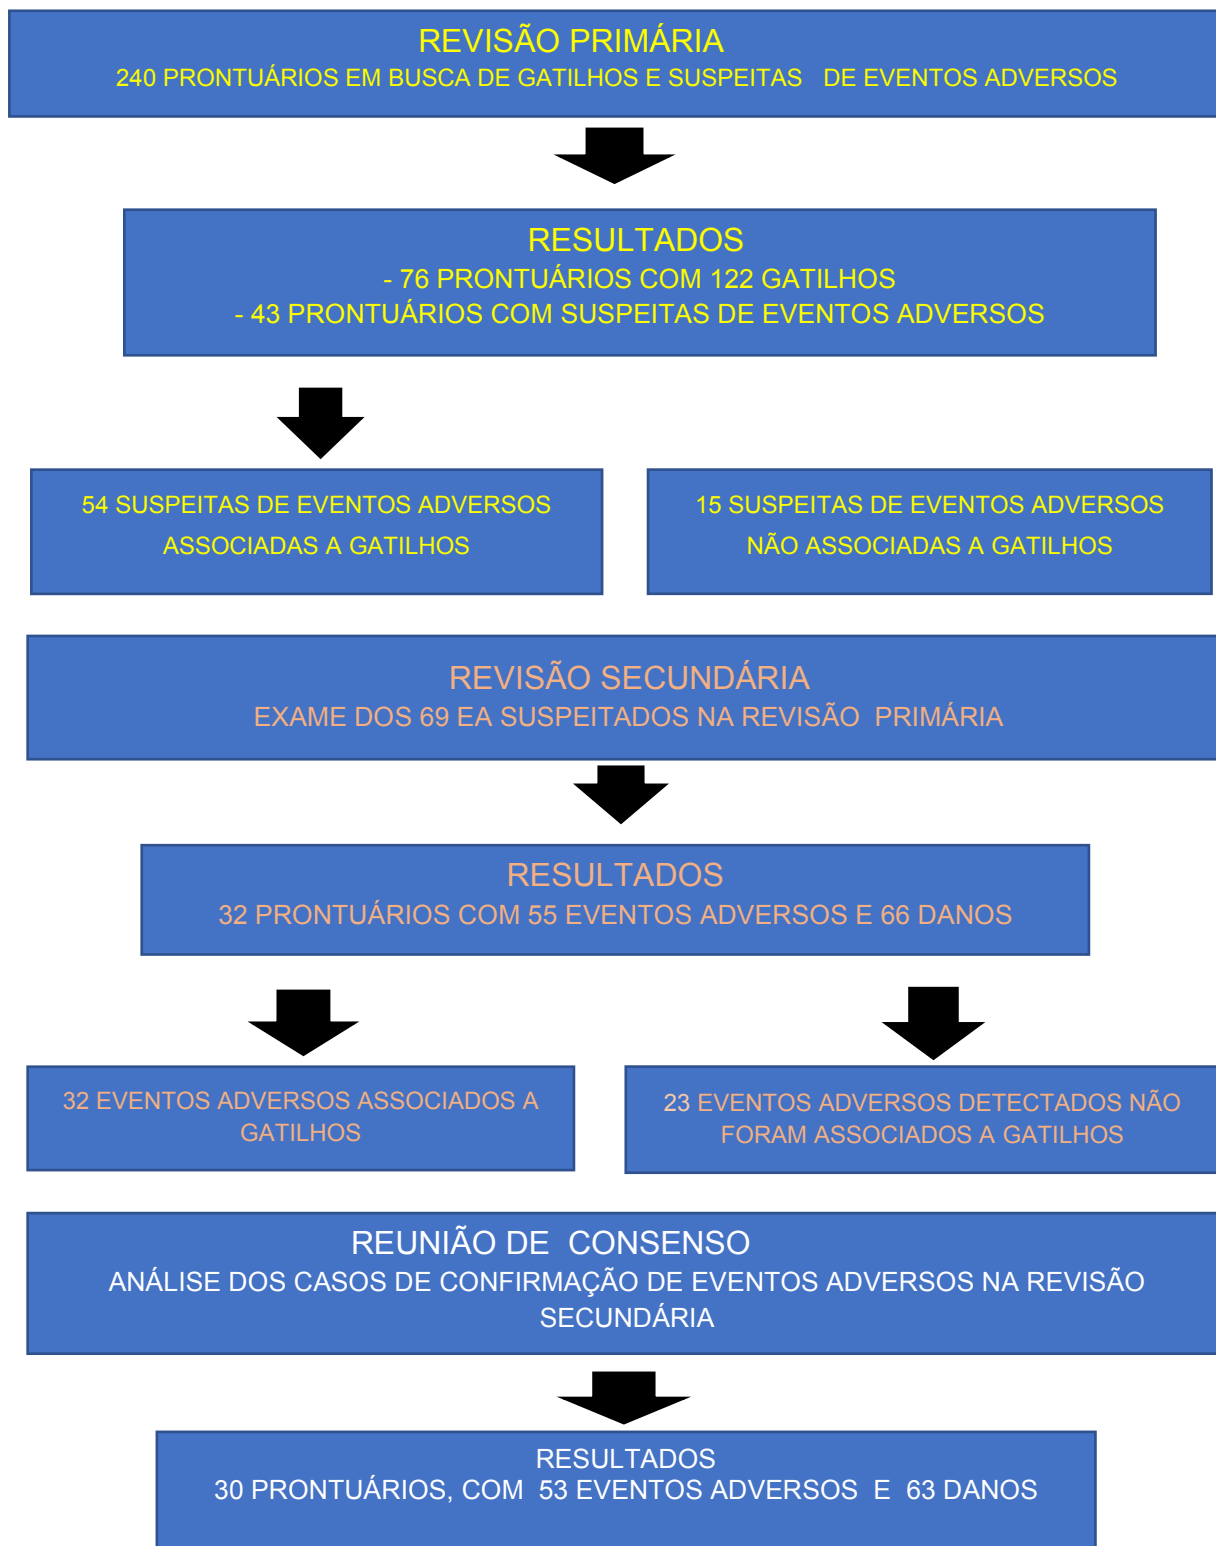 REVISÃO PRIMÁRIA
240 PRONTUÁRIOS EM BUSCA DE GATILHOS E SUSPEITAS DE EVENTOS ADVERSOS
RESULTADOS
- 76 PRONTUÁRIOS COM 122 GATILHOS
- 43 PRONTUÁRIOS COM SUSPEITAS DE EVENTOS ADVERSOS
54 SUSPEITAS DE EVENTOS ADVERSOS
ASSOCIADAS A GATILHOS
15 SUSPEITAS DE EVENTOS ADVERSOS
NÃO ASSOCIADAS A GATILHOS
REVISÃO SECUNDÁRIA
EXAME DOS 69 EA SUSPEITADOS NA REVISÃO PRIMÁRIA
RESULTADOS
32 PRONTUÁRIOS COM 55 EVENTOS ADVERSOS E 66 DANOS
32 EVENTOS ADVERSOS ASSOCIADOS A
GATILHOS
23 EVENTOS ADVERSOS DETECTADOS NÃO
FORAM ASSOCIADOS A GATILHOS
REUNIÃO DE CONSENSO
ANÁLISE DOS CASOS DE CONFIRMAÇÃO DE EVENTOS ADVERSOS NA REVISÃO
SECUNDÁRIA
RESULTADOS
30 PRONTUÁRIOS, COM 53 EVENTOS ADVERSOS E 63 DANOS